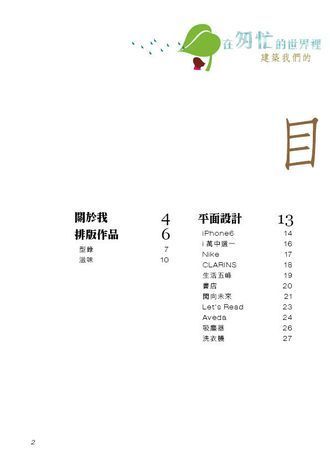 在匆忙的世界裡
建築我們的
目
關於我 4
排版作品 6
型錄 7
滋味 10
平面設計 13
iPhone6 14
i 萬中選一 16
Nike 17
CLARINS 18
生活五峰 19
書店 20
閱向未來 21
Let's Read 23
Aveda 24
吸塵器 26
洗衣機 27
2